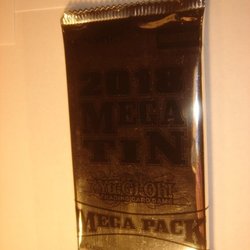 2018
MEGA
TIN
YU-GI-OH!
TRADING CARD GAME
MEGA PACK